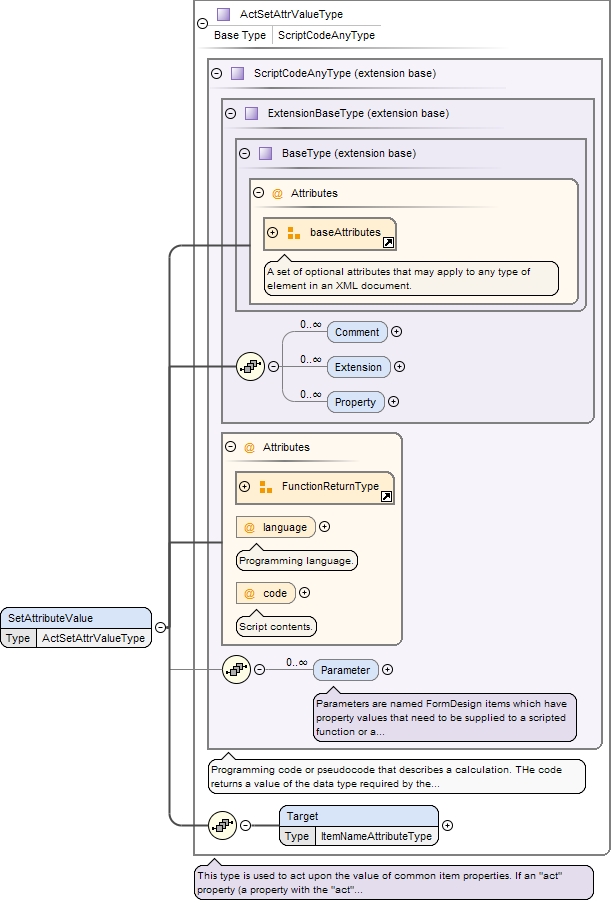 ActSetAttrValueType
Base Type ScriptCodeAnyType
ScriptCodeAnyType (extension base)
ExtensionBaseType (extension base)
BaseType (extension base)
@ Attributes
baseAttributes
A set of optional attributes that may apply to any type of
element in an XML document.
0..∞
Comment
0..∞
Extension
0..∞
Property
@ Attributes
FunctionReturnType
@ language
Programming language.
@ code
Script contents.
SetAttributeValue
Type ActSetAttrValueType
0..∞
Parameter
Parameters are named FormDesign items which have
property values that need to be supplied to a scripted
function or a...
Programming code or pseudocode that describes a calculation. THe code
returns a value of the data type required by the...
Target
Type ItemNameAttributeType
This type is used to act upon the value of common item properties. If an "act"
property (a property with the "act"...